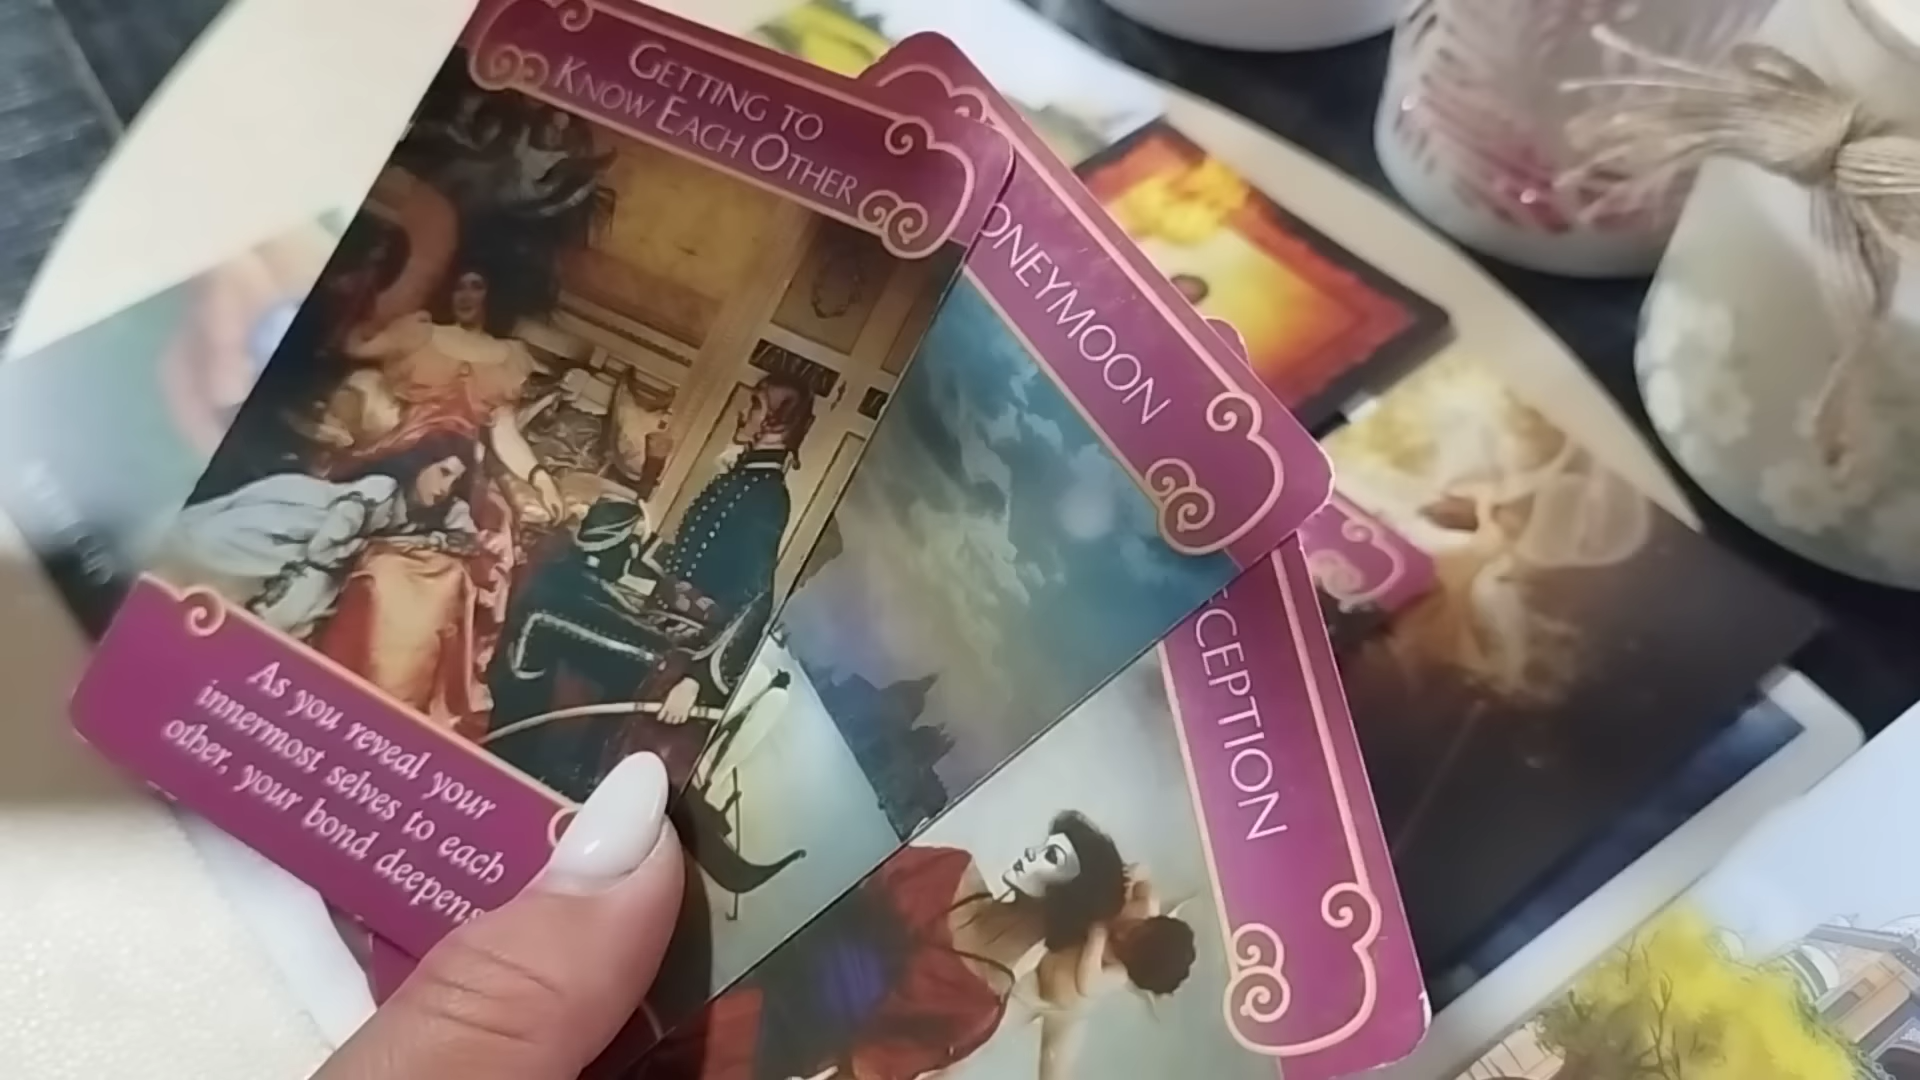 GETTING TO
KNOW EACH OTHER
ONEYMOON
CEPTION
As you reveal your
innermost selves to each
other, your bond deepens